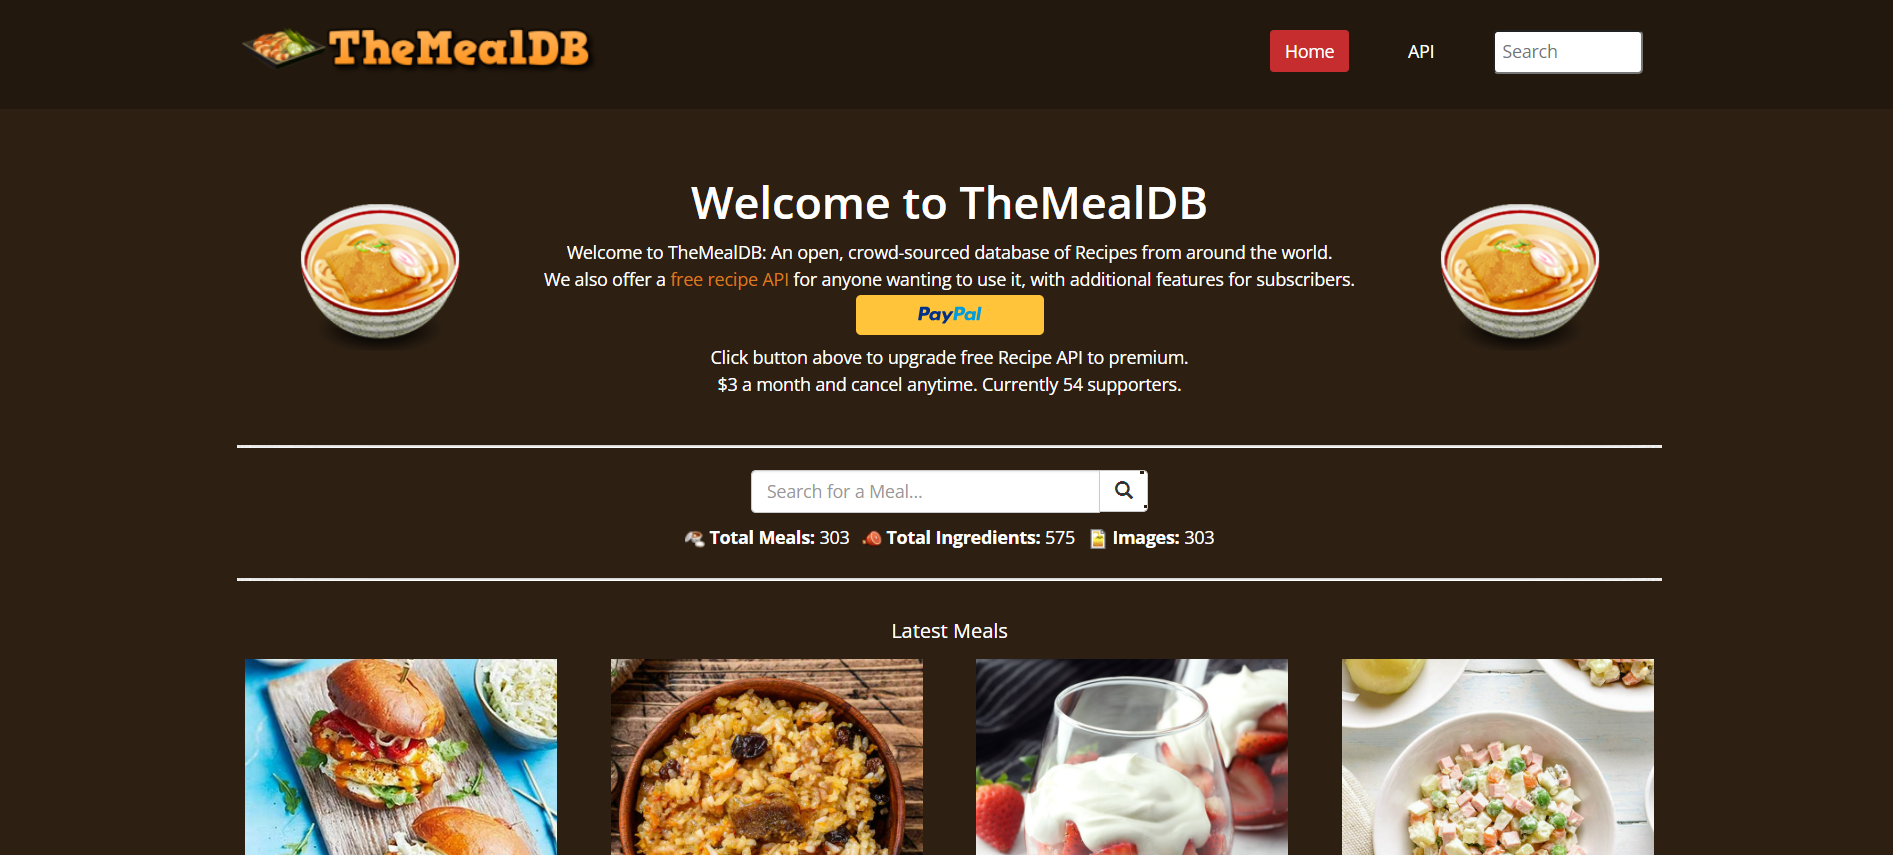 TheMealDB
Home
API
Search
Welcome to TheMealDB
Welcome to TheMealDB: An open, crowd-sourced database of Recipes from around the world.
We also offer a free recipe API for anyone wanting to use it, with additional features for subscribers.
PayPal
Click button above to upgrade free Recipe API to premium.
$3 a month and cancel anytime. Currently 54 supporters.
Search for a Meal...
Total Meals: 303 Total Ingredients: 575 Images: 303
Latest Meals